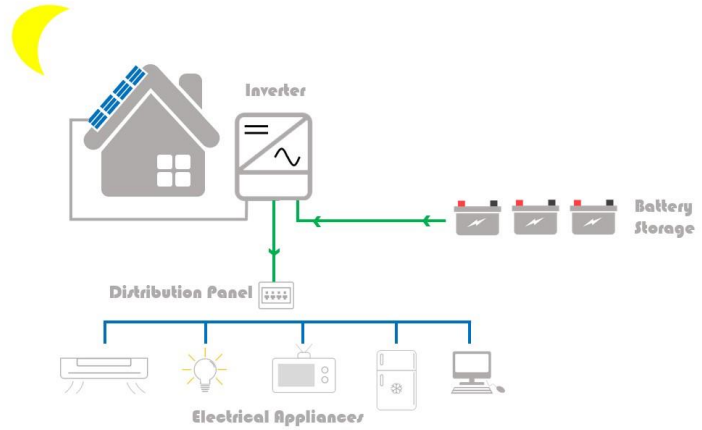 Inverter
Battery
Storage
Distribution Panel
Electrical Appliances